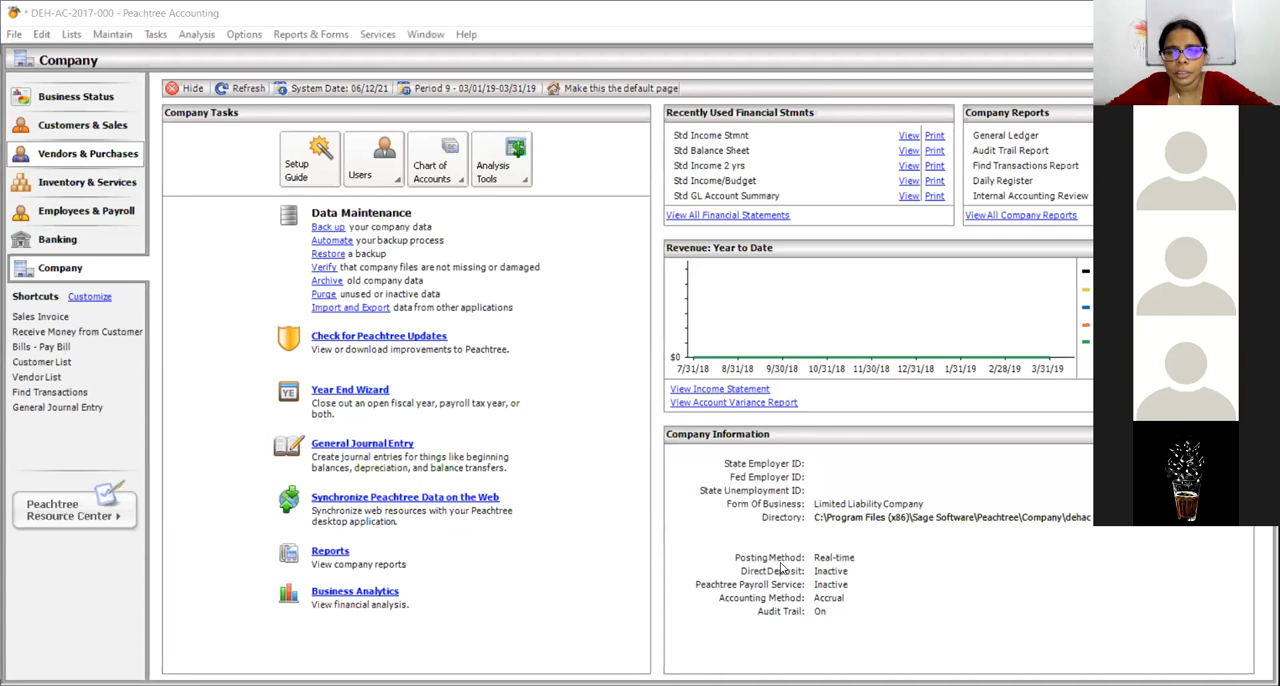 * DEH-AC-2017-000 - Peachtree Accounting
File Edit Lists Maintain Tasks Analysis Options Reports & Forms Services Window Help
Company
Business Status
Customers & Sales
Vendors & Purchases
Inventory & Services
Employees & Payroll
Banking
Company
Shortcuts Customize
Sales Invoice
Receive Money from Customer
Bills - Pay Bill
Customer List
Vendor List
Find Transactions
General Journal Entry
Peachtree
Resource Center
Hide Refresh System Date: 06/12/21 Period 9 - 03/01/19-03/31/19 Make this the default page
Company Tasks
Setup
Guide
Users
Chart of
Accounts
Analysis
Tools
Data Maintenance
Back up your company data
Automate your backup process
Restore a backup
Verify that company files are not missing or damaged
Archive old company data
Purge unused or inactive data
Import and Export data from other applications
Check for Peachtree Updates
View or download improvements to Peachtree.
YE
Year End Wizard
Close out an open fiscal year, payroll tax year, or
both.
General Journal Entry
Create journal entries for things like beginning
balances, depreciation, and balance transfers.
Synchronize Peachtree Data on the Web
Synchronize web resources with your Peachtree
desktop application.
Reports
View company reports
Business Analytics
View financial analysis.
Recently Used Financial Stmnts
Std Income Stmnt View Print
Std Balance Sheet View Print
Std Income 2 yrs View Print
Std Income/Budget View Print
Std GL Account Summary View Print
View All Financial Statements
Company Reports
General Ledger
Audit Trail Report
Find Transactions Report
Daily Register
Internal Accounting Review
View All Company Reports
Revenue: Year to Date
$0
7/31/18 8/31/18 9/30/18 10/31/18 11/30/18 12/31/18 1/31/19 2/28/19 3/31/19
View Income Statement
View Account Variance Report
Company Information
State Employer ID:
Fed Employer ID:
State Unemployment ID:
Form Of Business: Limited Liability Company
Directory: C:\Program Files (x86)\Sage Software\Peachtree\Company\dehac
Posting Method: Real-time
Direct Deposit: Inactive
Peachtree Payroll Service: Inactive
Accounting Method: Accrual
Audit Trail: On